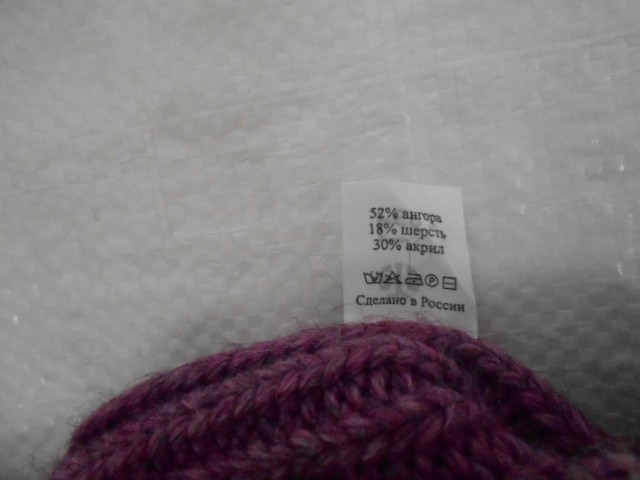 52% ангора
18% шерсть
30% акрил
Сделано в России